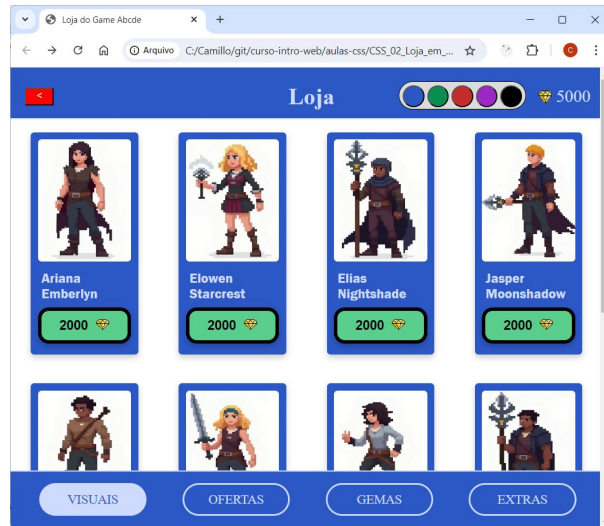 Loja do Game Abcde
Arquivo C:/Camillo/git/curso-intro-web/aulas-css/CSS_02_Loja_em_...
C
<
Loja
5000
Ariana
Emberlyn
2000
Elowen
Starcrest
2000
Elias
Nightshade
2000
Jasper
Moonshadow
2000
VISUAIS
OFERTAS
GEMAS
EXTRAS